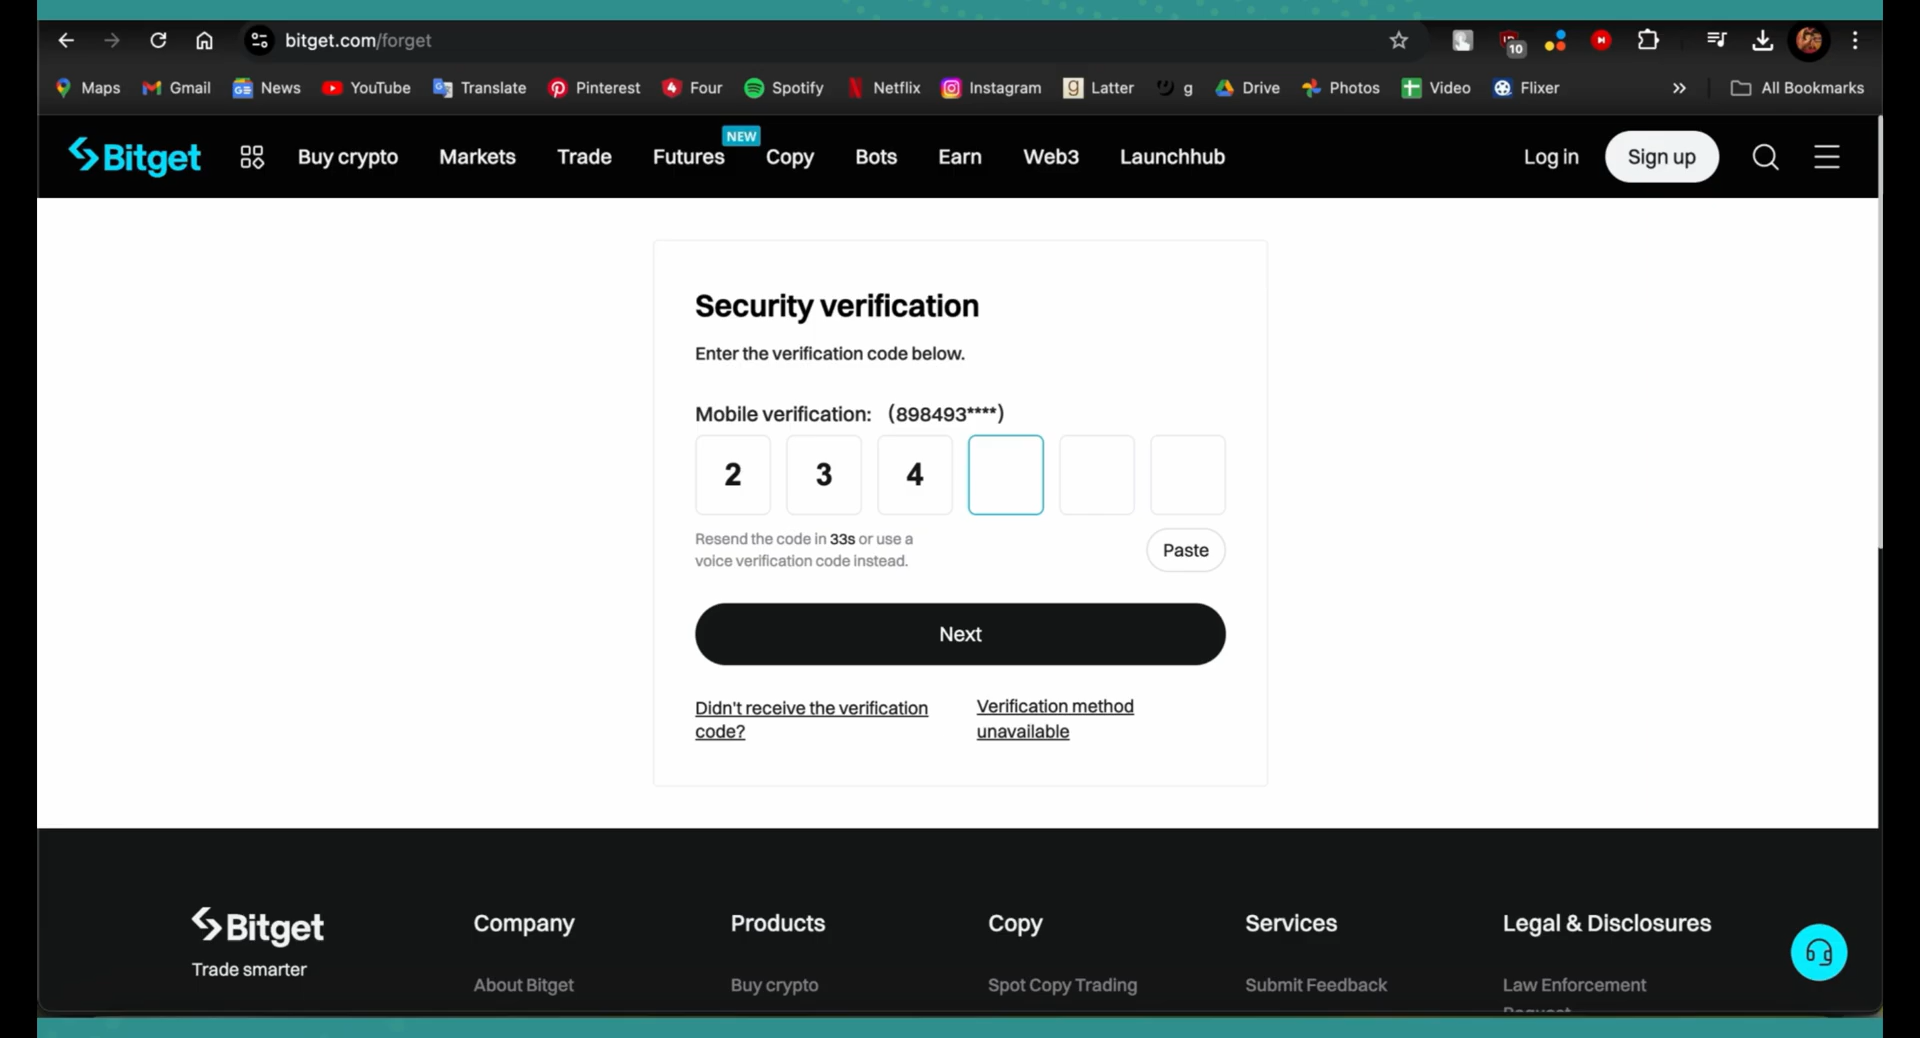 bitget.com/forget
10
Maps Gmail News YouTube Translate Pinterest Four Spotify Netflix Instagram Latter g Drive Photos Video Flixer » All Bookmarks
Bitget Buy crypto Markets Trade Futures NEW Copy Bots Earn Web3 Launchhub Log in Sign up
Security verification
Enter the verification code below.
Mobile verification: (898493****)
2 3 4
Resend the code in 33s or use a
voice verification code instead.
Paste
Next
Didn't receive the verification
code?
Verification method
unavailable
Bitget
Trade smarter
Company
About Bitget
Products
Buy crypto
Copy
Spot Copy Trading
Services
Submit Feedback
Legal & Disclosures
Law Enforcement
Request